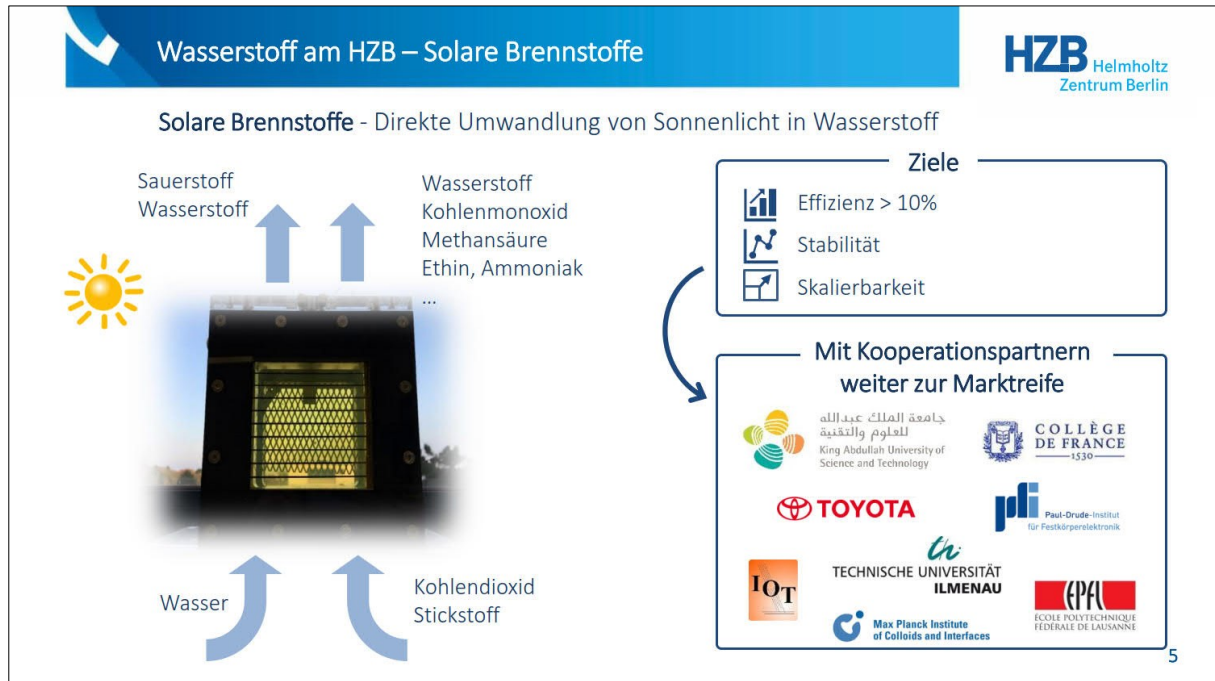 Wasserstoff am HZB – Solare Brennstoffe
HZB Helmholtz
Zentrum Berlin
Solare Brennstoffe - Direkte Umwandlung von Sonnenlicht in Wasserstoff
Sauerstoff
Wasserstoff
Wasserstoff
Kohlenmonoxid
Methansäure
Ethin, Ammoniak
...
Wasser
Kohlendioxid
Stickstoff
Ziele
Effizienz > 10%
Stabilität
Skalierbarkeit
Mit Kooperationspartnern
weiter zur Marktreife
جامعة الملك عبدالله
للعلوم والتقنية
King Abdullah University of
Science and Technology
COLLÈGE
DE FRANCE
1530
TOYOTA
pdi
Paul-Drude-Institut
für Festkörperelektronik
IOT
th
TECHNISCHE UNIVERSITÄT
ILMENAU
Max Planck Institute
of Colloids and Interfaces
EPFL
ÉCOLE POLYTECHNIQUE
FÉDÉRALE DE LAUSANNE
5